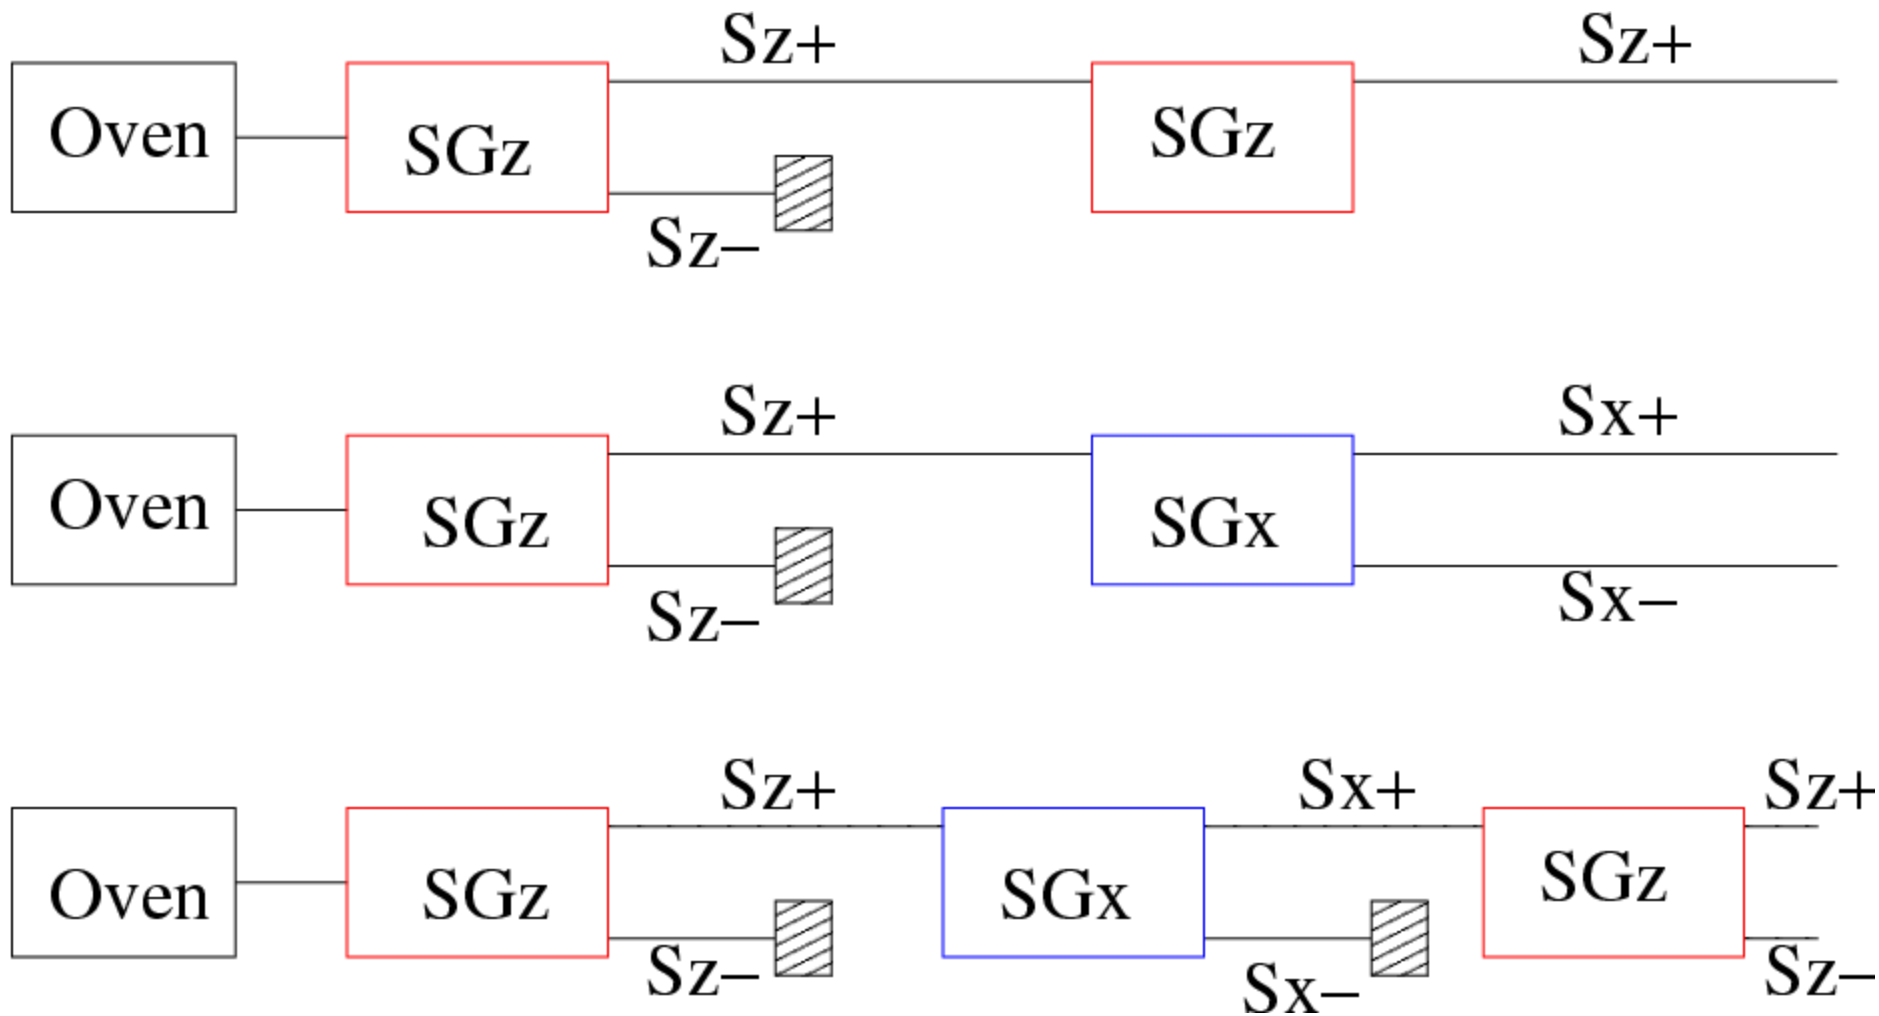 Sz+ Sz+
Oven SGz SGz
Sz−
Sz+ Sx+
Oven SGz SGx
Sz− Sx−
Sz+ Sx+ Sz+
Oven SGz SGx SGz
Sz− Sx− Sz−